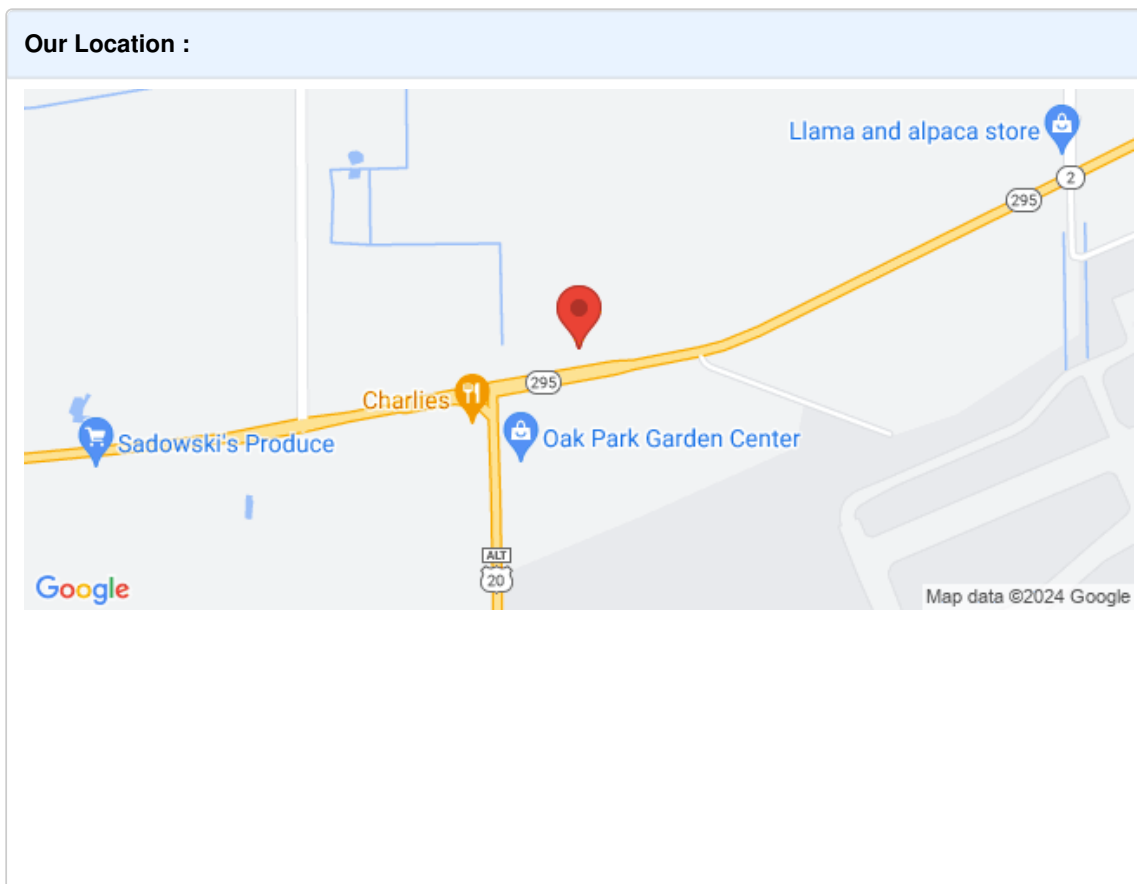 Our Location :
Llama and alpaca store
2
295
295
Charlies
Oak Park Garden Center
Sadowski's Produce
ALT
20
Google
Map data ©2024 Google